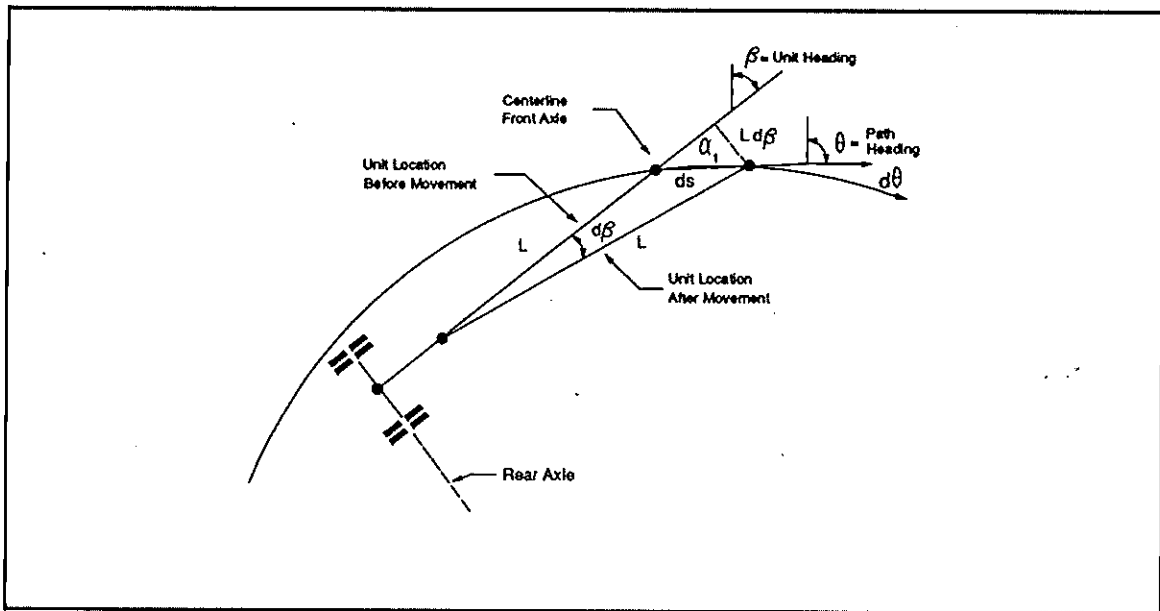 β = Unit Heading
Centerline
Front Axle
L dβ
α1
θ = Path
Heading
Unit Location
Before Movement
ds
dθ
L
dβ
L
Unit Location
After Movement
Rear Axle